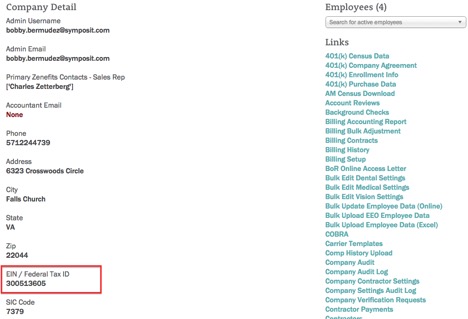 Company Detail
Admin Username
bobby.bermudez@symposit.com
Admin Email
bobby.bermudez@symposit.com
Primary Zenefits Contacts - Sales Rep
['Charles Zetterberg']
Accountant Email
None
Phone
5712244739
Address
6323 Crosswoods Circle
City
Falls Church
State
VA
Zip
22044
EIN / Federal Tax ID
300513605
SIC Code
7379
Employees (4)
Search for active employees
Links
401(k) Census Data
401(k) Company Agreement
401(k) Enrollment Info
401(k) Purchase Data
AM Census Download
Account Reviews
Background Checks
Billing Accounting Report
Billing Bulk Adjustment
Billing Contracts
Billing History
Billing Setup
BoR Online Access Letter
Bulk Edit Dental Settings
Bulk Edit Medical Settings
Bulk Edit Vision Settings
Bulk Update Employee Data (Online)
Bulk Upload EEO Employee Data
Bulk Upload Employee Data (Excel)
COBRA
Carrier Templates
Comp History Upload
Company Audit
Company Audit Log
Company Contractor Settings
Company Settings Audit Log
Company Verification Requests
Contractor Payments
Contractors